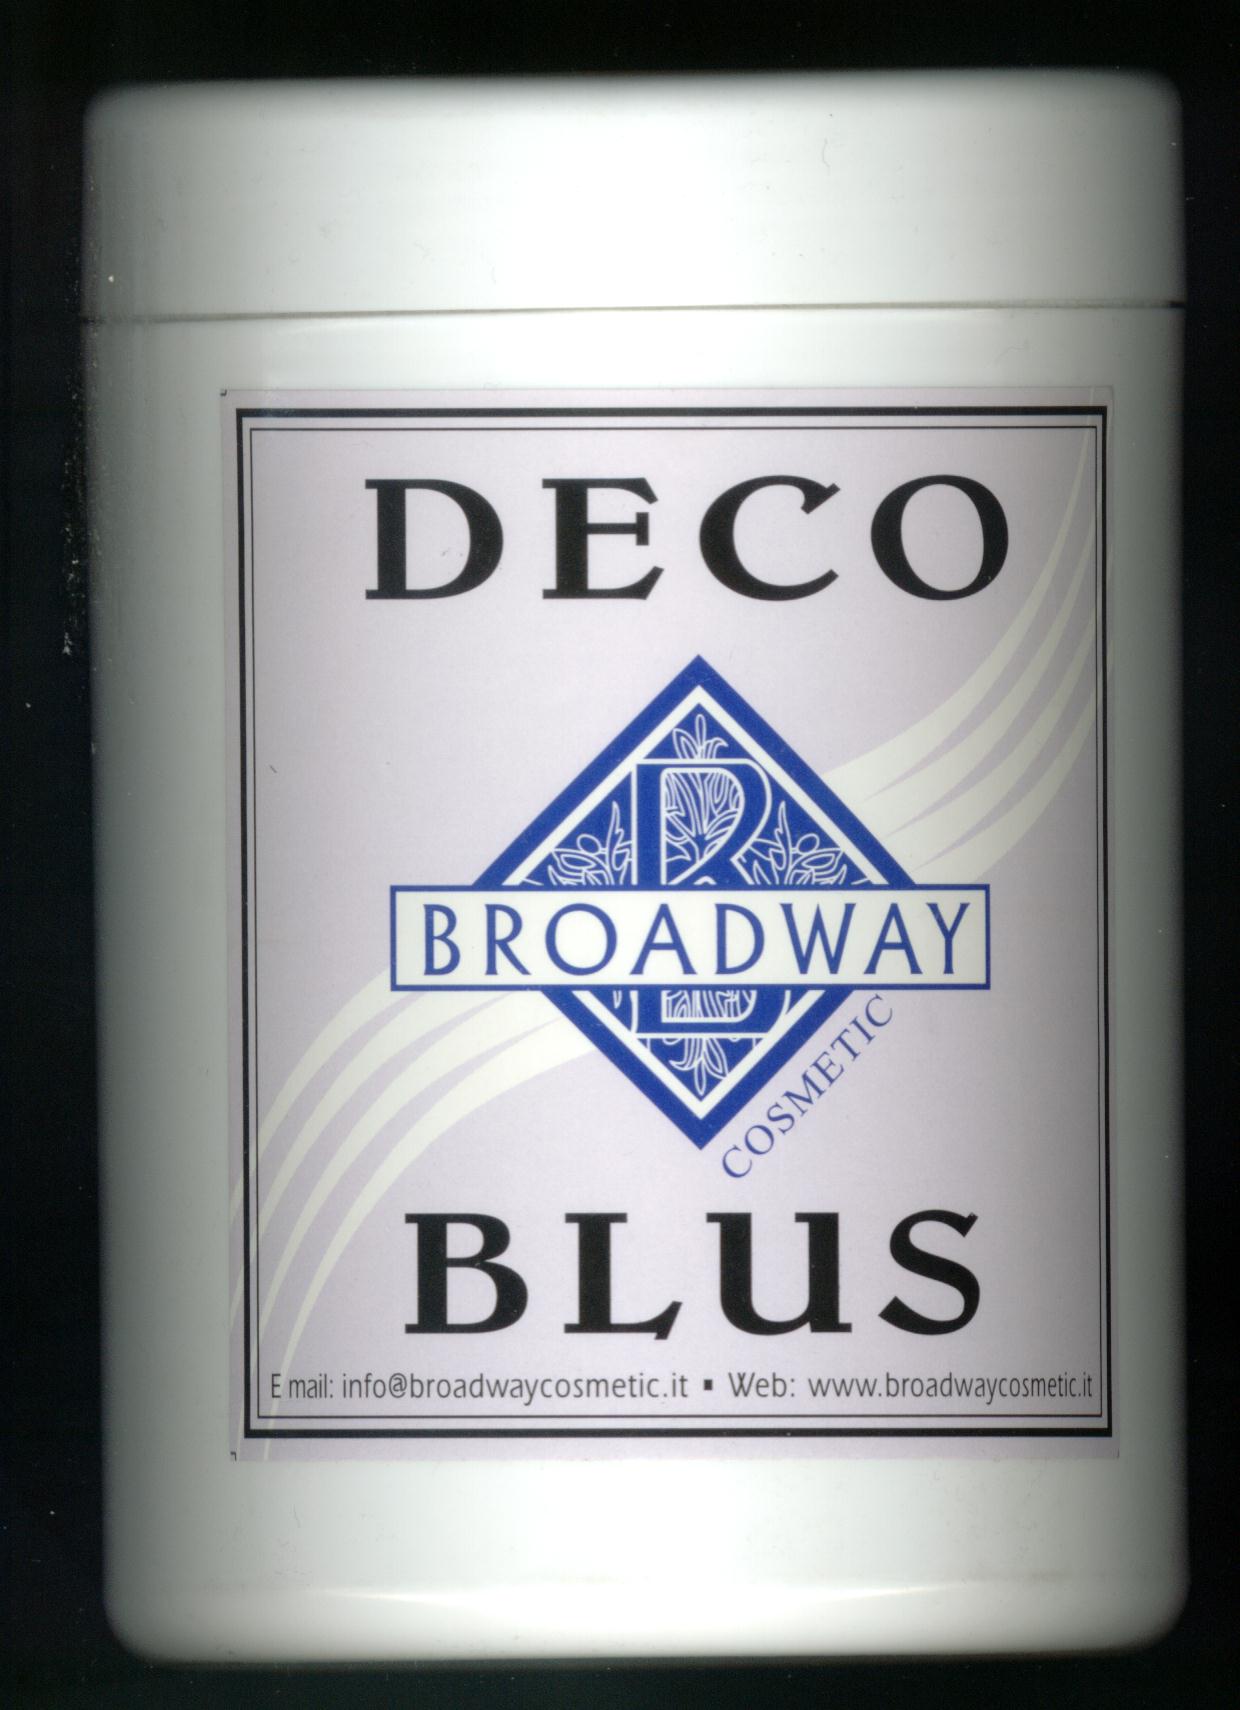 DECO
B
BROADWAY
COSMETIC
BLUS
E mail: info@broadwaycosmetic.it ▪ Web: www.broadwaycosmetic.it